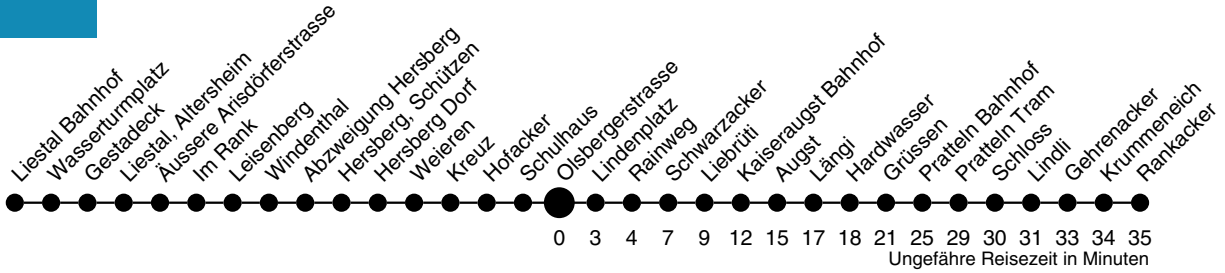 Liestal Bahnhof
Wasserturmplatz
Gestadeck
Liestal, Altersheim
Äussere Arisdörferstrasse
Im Rank
Leisenberg
Windenthal
Abzweigung Hersberg
Hersberg, Schützen
Hersberg Dorf
Weieren
Kreuz
Hofacker
Schulhaus
Olsbergerstrasse
Lindenplatz
Rainweg
Schwarzacker
Liebrüti
Kaiseraugst Bahnhof
Augst
Längi
Hardwasser
Grüssen
Pratteln Bahnhof
Pratteln Tram
Schloss
Lindli
Gehrenacker
Krummeneich
Rankacker
0 3 4 7 9 12 15 17 18 21 25 29 30 31 33 34 35
Ungefähre Reisezeit in Minuten